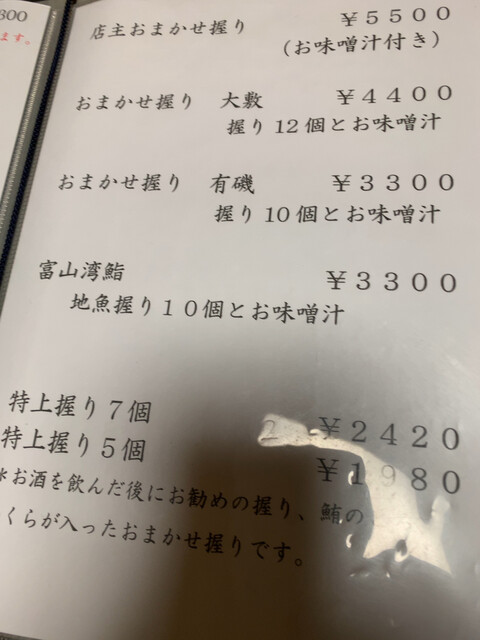 300
ます。
店主おまかせ握り ￥５５００
（お味噌汁付き）
おまかせ握り 大敷 ￥４４００
握り12個とお味噌汁
おまかせ握り 有磯 ￥３３００
握り10個とお味噌汁
富山湾鮨 ￥３３００
地魚握り１０個とお味噌汁
特上握り７個 ￥２４２０
特上握り５個 ￥１９８０
＊お酒を飲んだ後にお勧めの握り、鮪の
くらが入ったおまかせ握りです。